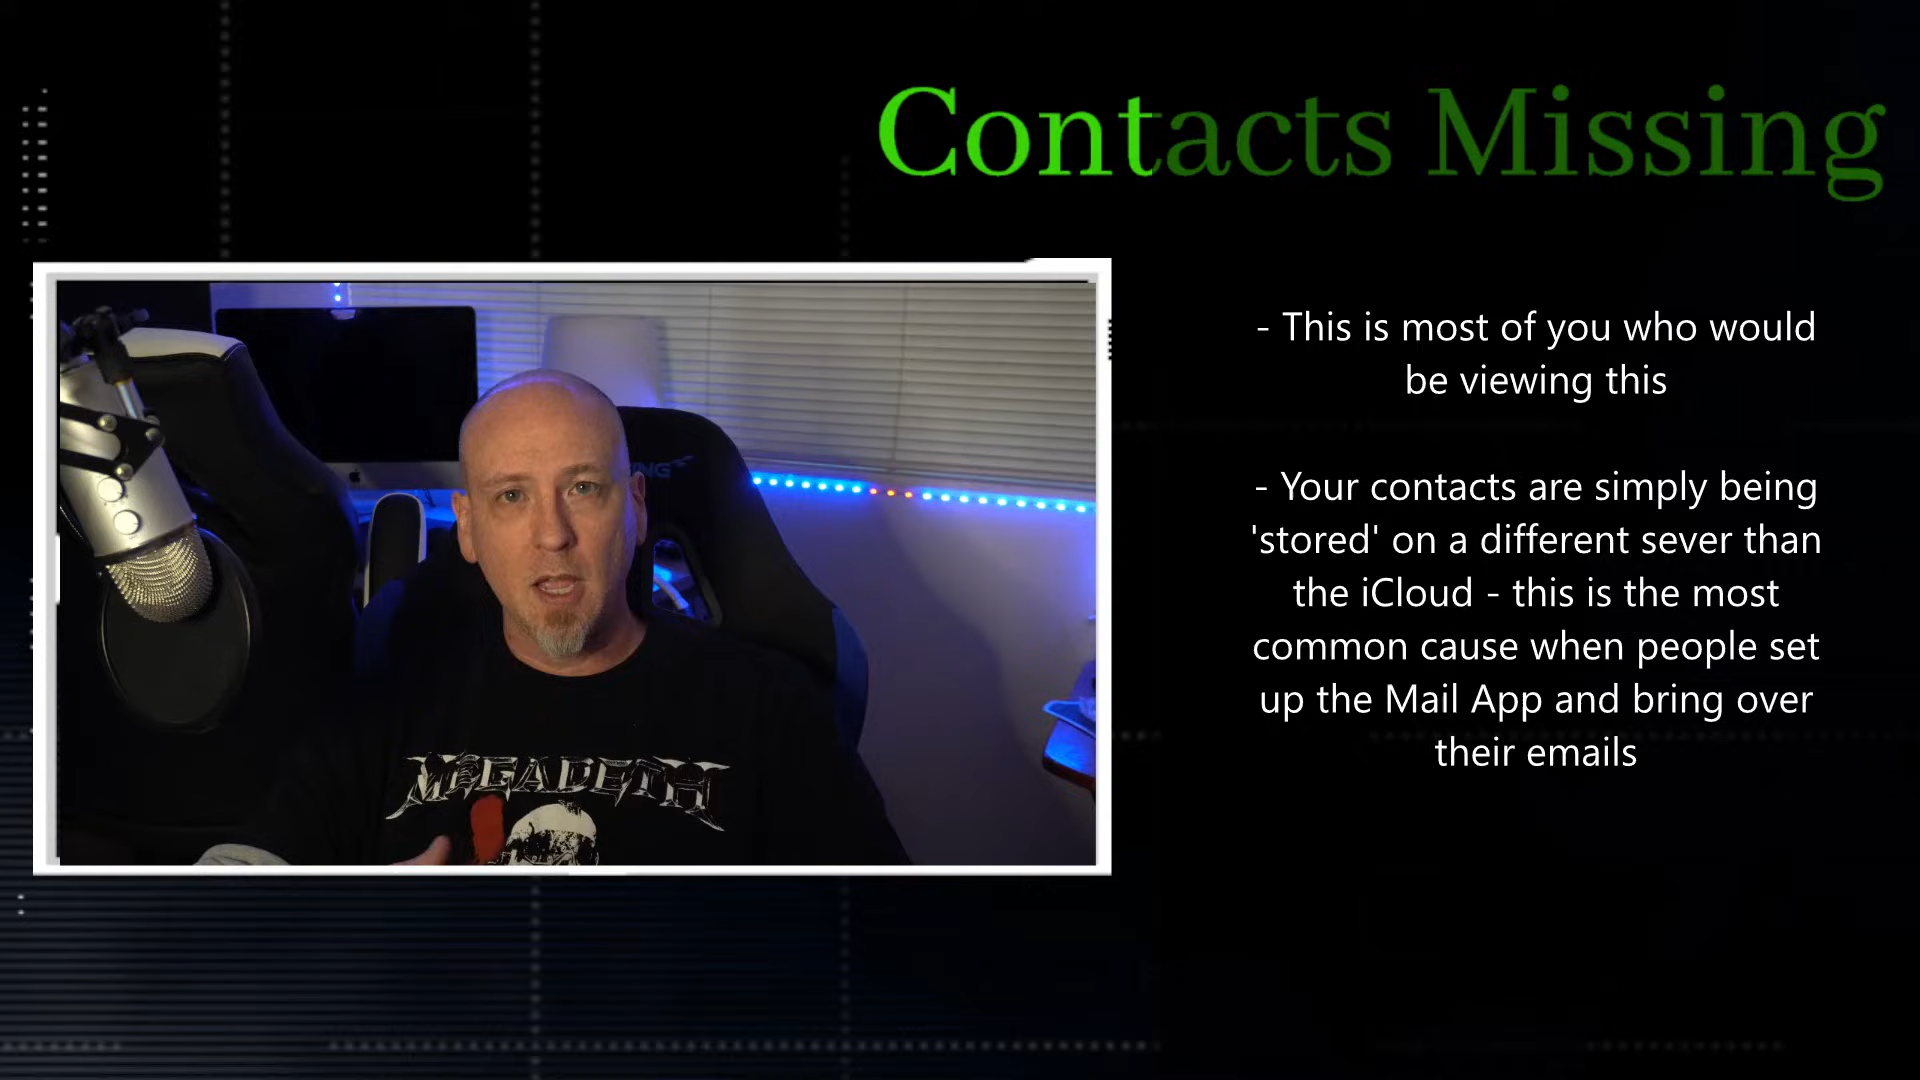 Contacts Missing
- This is most of you who would
be viewing this
- Your contacts are simply being
'stored' on a different sever than
the iCloud - this is the most
common cause when people set
up the Mail App and bring over
their emails
MEGADETH